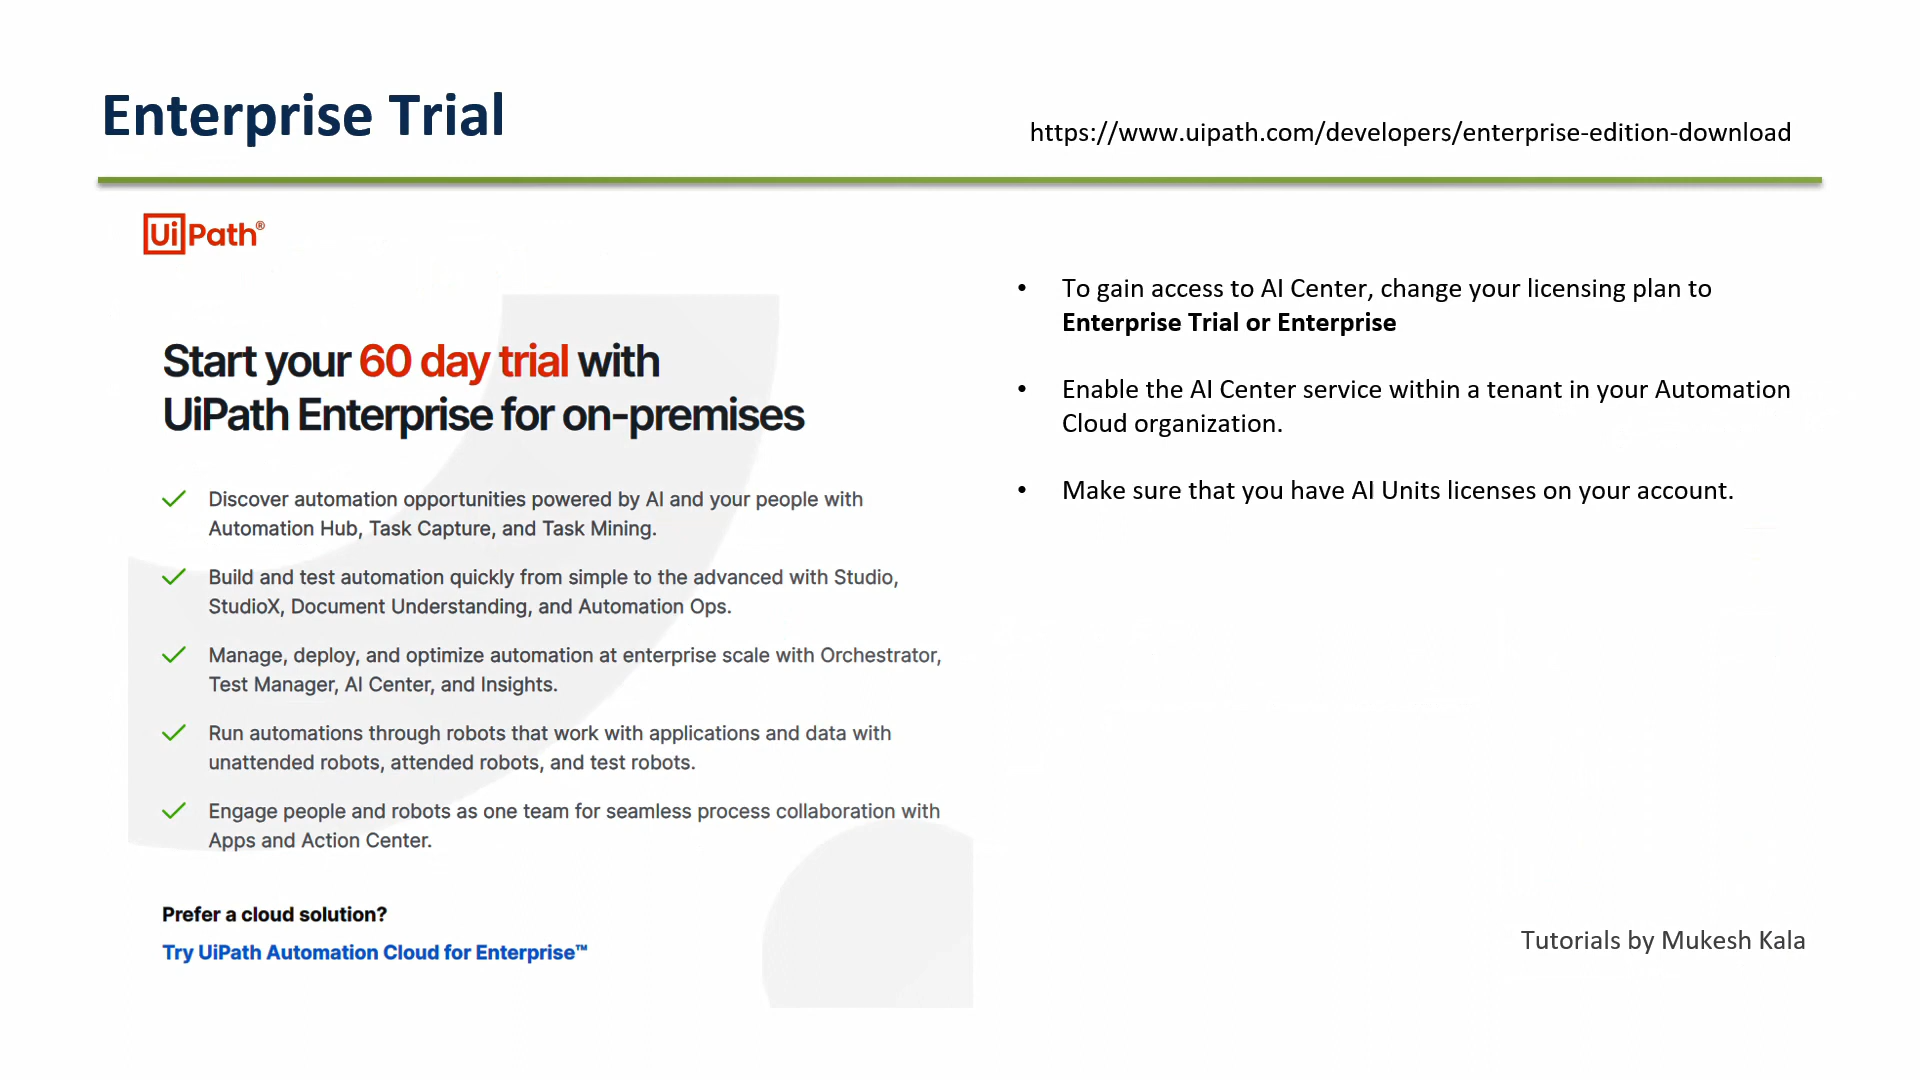 Enterprise Trial
https://www.uipath.com/developers/enterprise-edition-download
UiPath®
Start your 60 day trial with
UiPath Enterprise for on-premises
Discover automation opportunities powered by AI and your people with
Automation Hub, Task Capture, and Task Mining.
Build and test automation quickly from simple to the advanced with Studio,
StudioX, Document Understanding, and Automation Ops.
Manage, deploy, and optimize automation at enterprise scale with Orchestrator,
Test Manager, AI Center, and Insights.
Run automations through robots that work with applications and data with
unattended robots, attended robots, and test robots.
Engage people and robots as one team for seamless process collaboration with
Apps and Action Center.
Prefer a cloud solution?
Try UiPath Automation Cloud for Enterprise™
• To gain access to AI Center, change your licensing plan to
Enterprise Trial or Enterprise
• Enable the AI Center service within a tenant in your Automation
Cloud organization.
• Make sure that you have AI Units licenses on your account.
Tutorials by Mukesh Kala